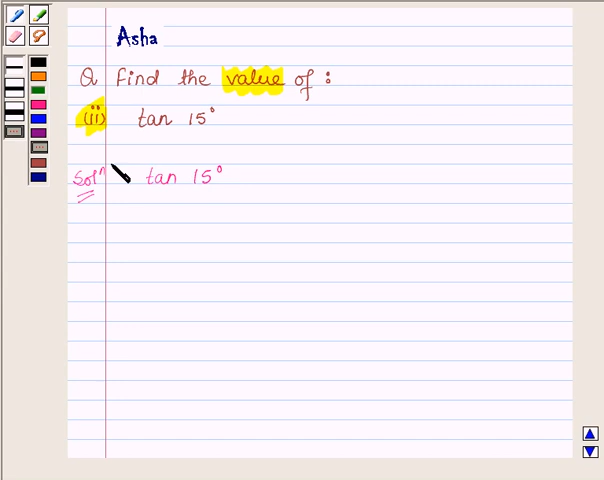 Asha
Q Find the value of :
(ii) tan 15°
Solⁿ tan 15°